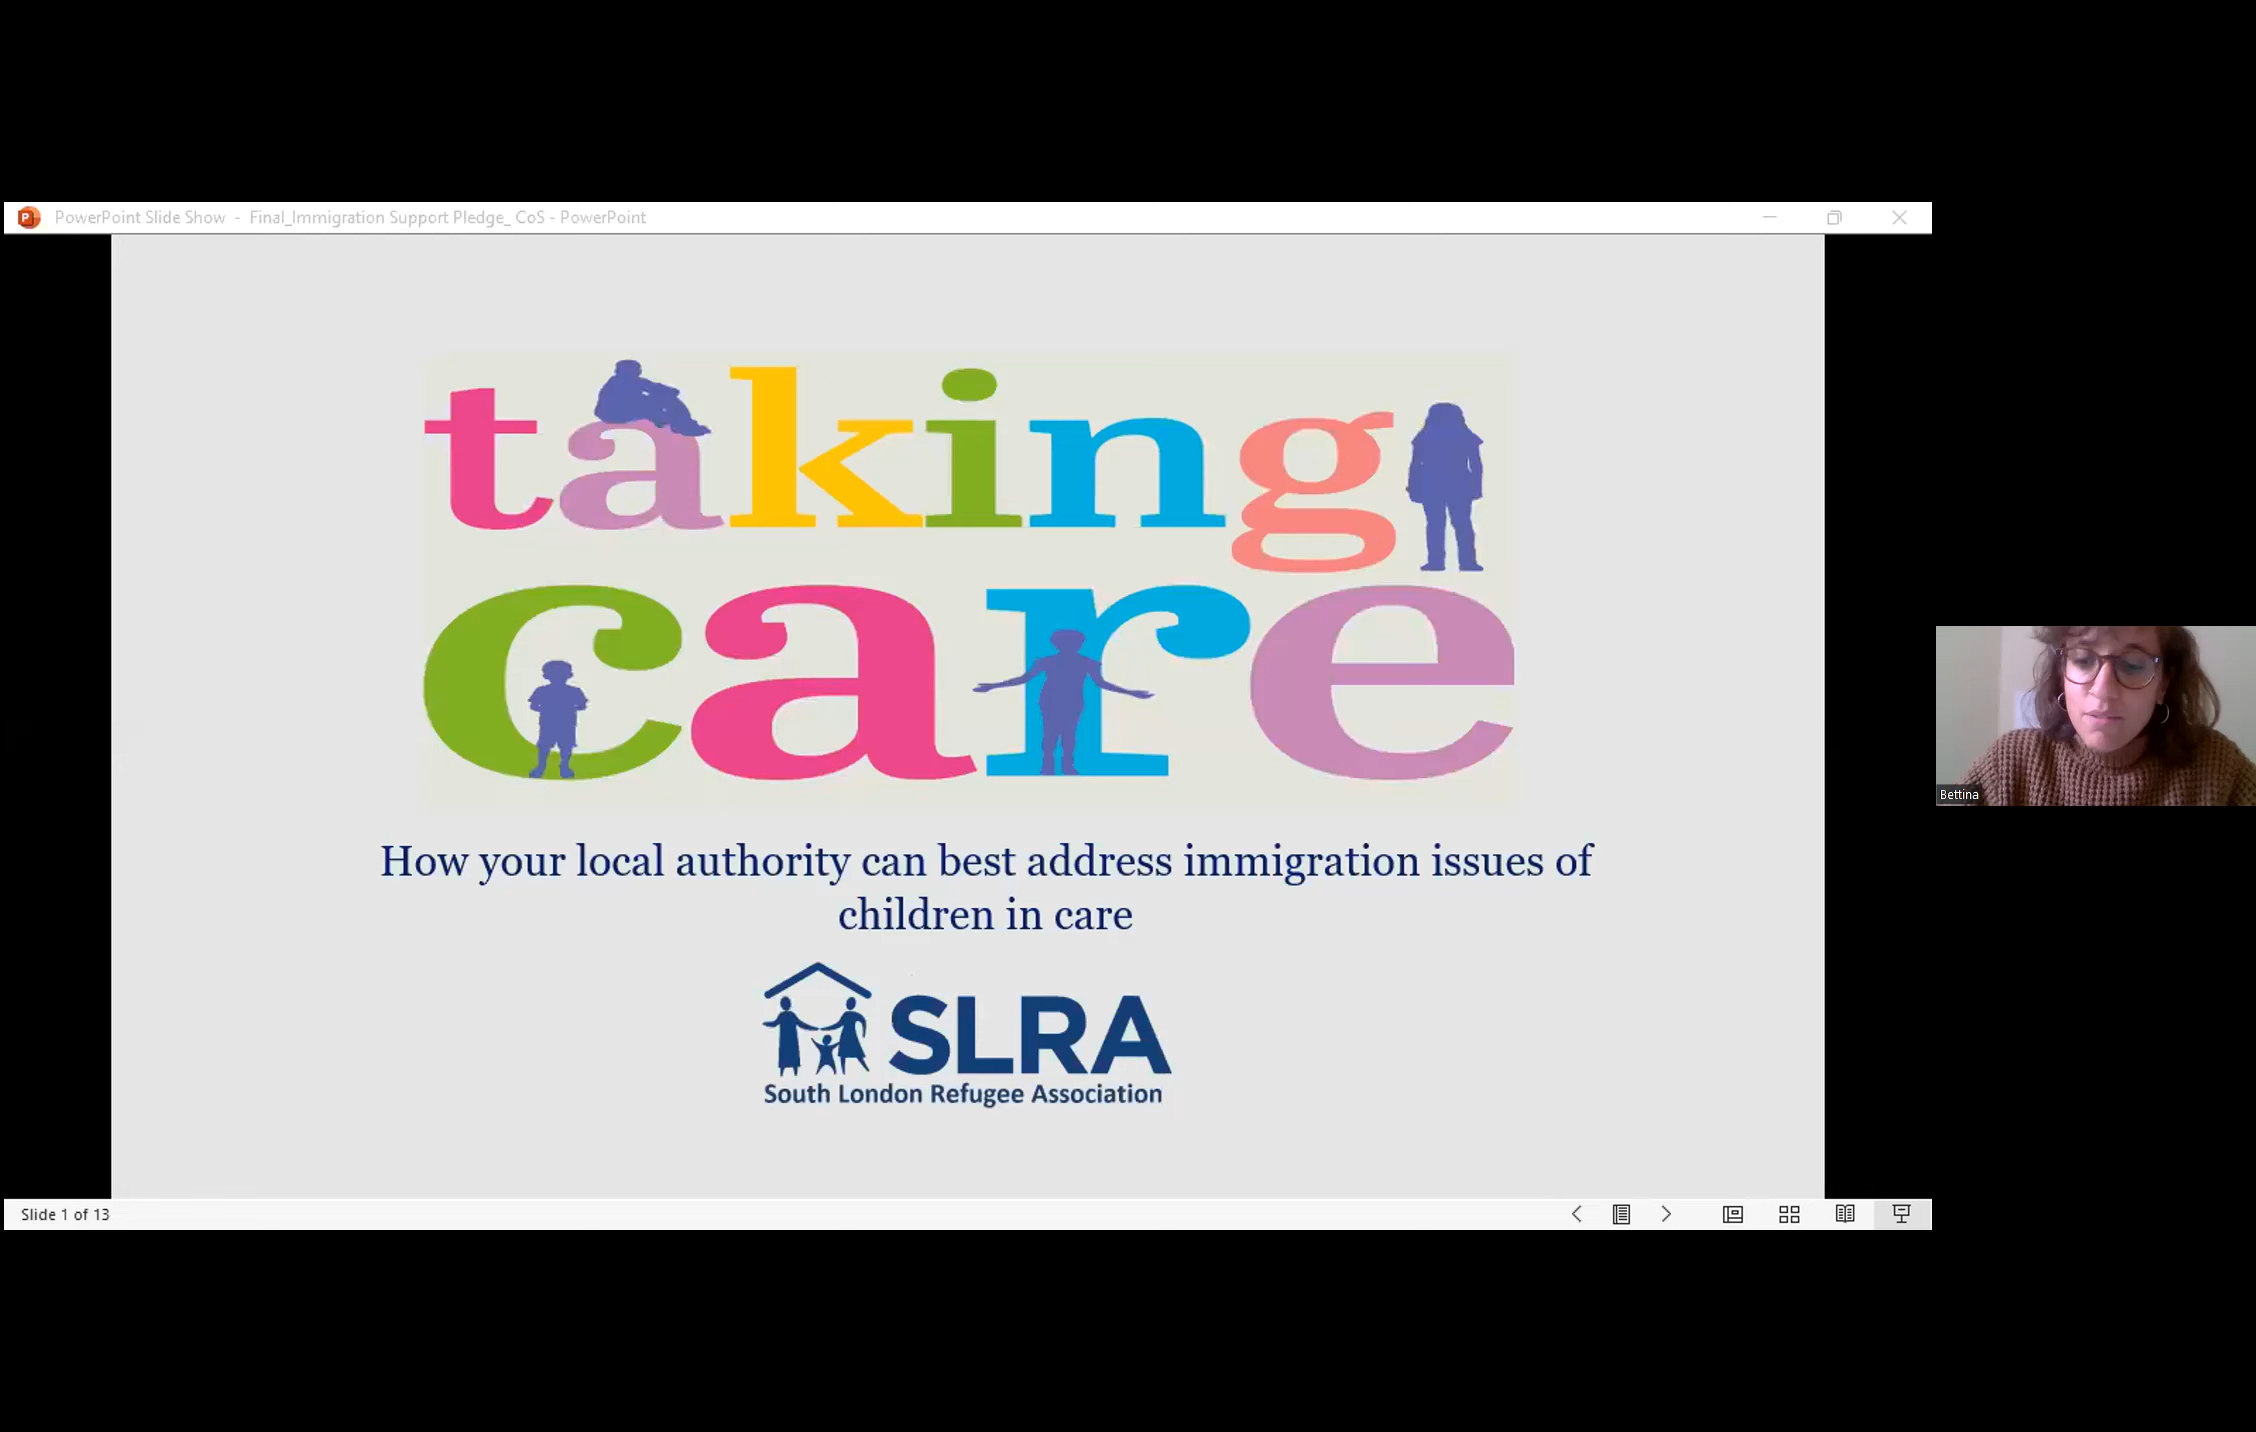 PowerPoint Slide Show - Final_Immigration Support Pledge_ CoS - PowerPoint
taking
care
How your local authority can best address immigration issues of
children in care
SLRA
South London Refugee Association
Bettina
Slide 1 of 13